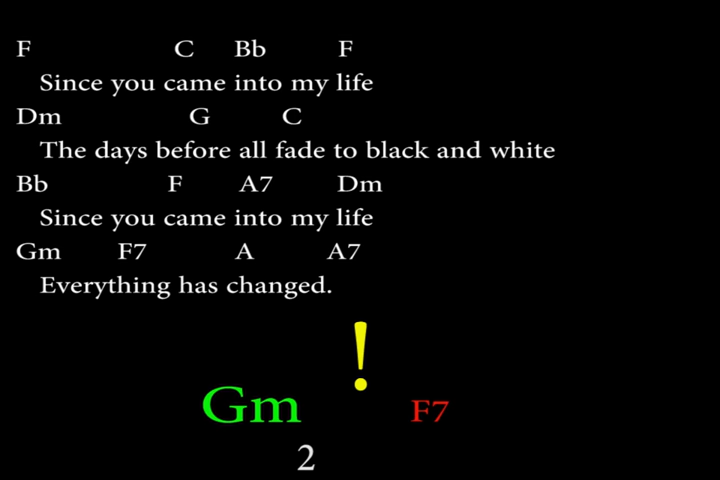 F C Bb F
Since you came into my life
Dm G C
The days before all fade to black and white
Bb F A7 Dm
Since you came into my life
Gm F7 A A7
Everything has changed.
!
Gm F7
2